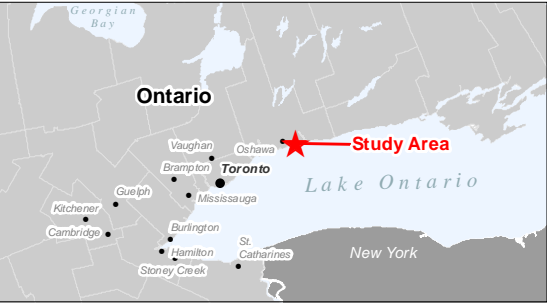 Georgian
Bay
Ontario
Vaughan
Oshawa
Study Area
Brampton
Toronto
Lake Ontario
Guelph
Mississauga
Kitchener
Cambridge
Burlington
Hamilton
St.
Catharines
New York
Stoney Creek